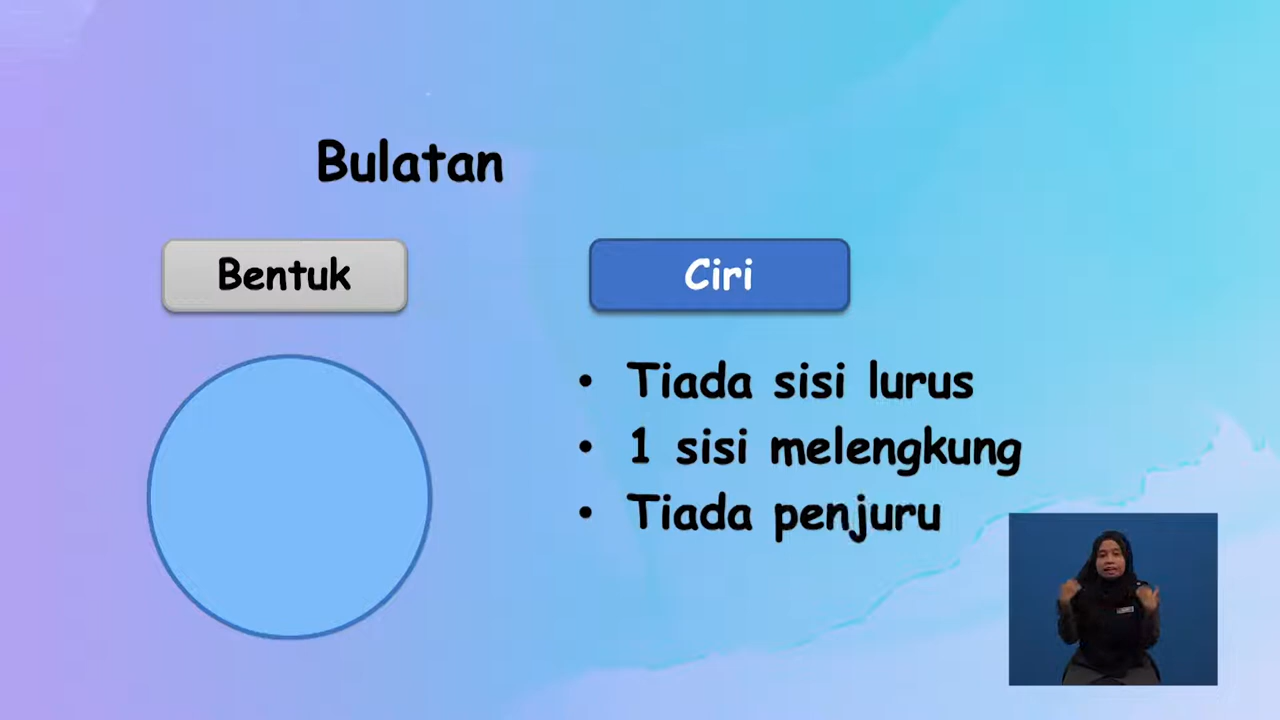 Bulatan
Bentuk
Ciri
• Tiada sisi lurus
• 1 sisi melengkung
• Tiada penjuru